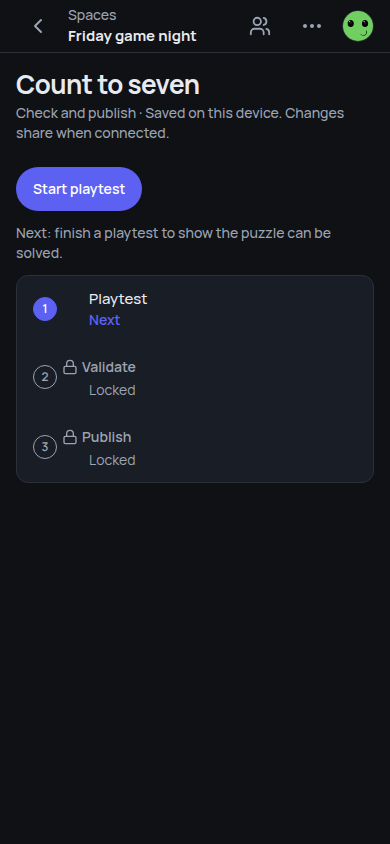 Spaces
Friday game night
Count to seven
Check and publish · Saved on this device. Changes
share when connected.
Start playtest
Next: finish a playtest to show the puzzle can be
solved.
1
Playtest
Next
2
Validate
Locked
3
Publish
Locked